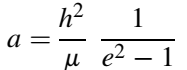 a = \frac{h^2}{\mu} \frac{1}{e^2 - 1}